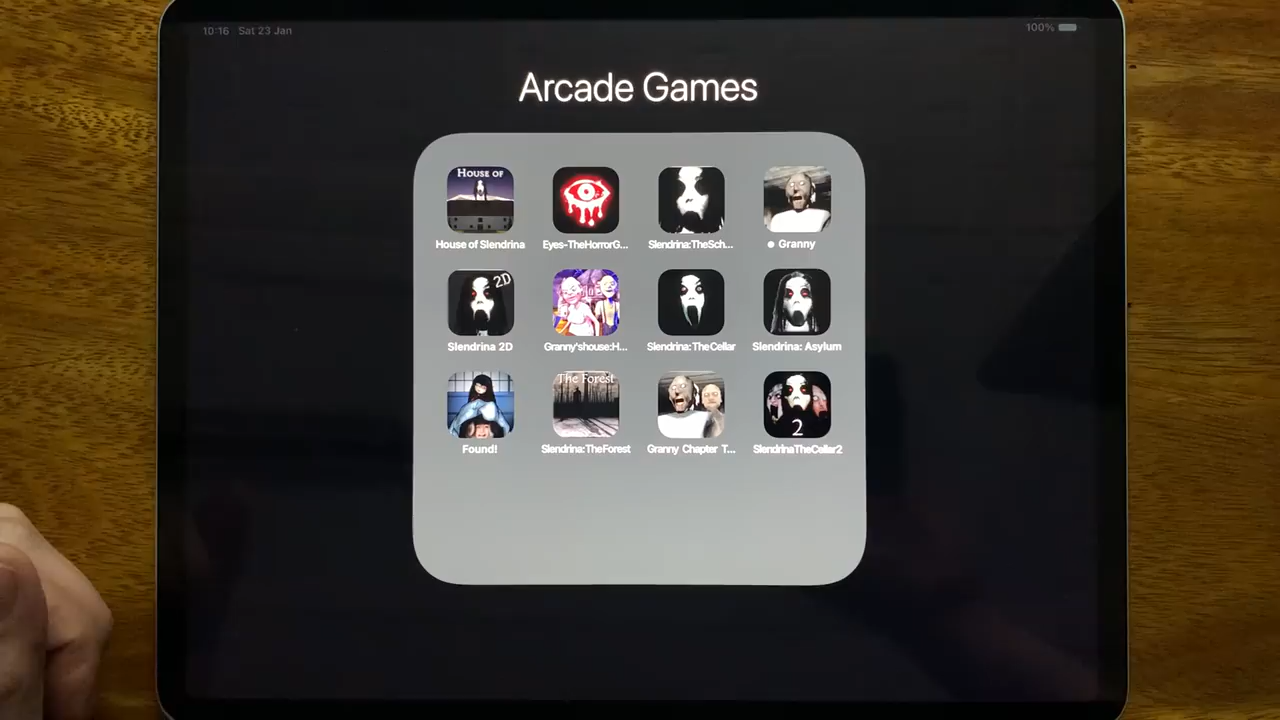 10:16 Sat 23 Jan
100%
Arcade Games
HOUSE OF
House of Slendrina
Eyes-TheHorrorG...
Slendrina:TheSch...
Granny
2D
Slendrina 2D
Granny'shouse:H...
Slendrina:TheCellar
Slendrina: Asylum
The Forest
2
Found!
Slendrina:TheForest
Granny Chapter T...
SlendrinaTheCellar2